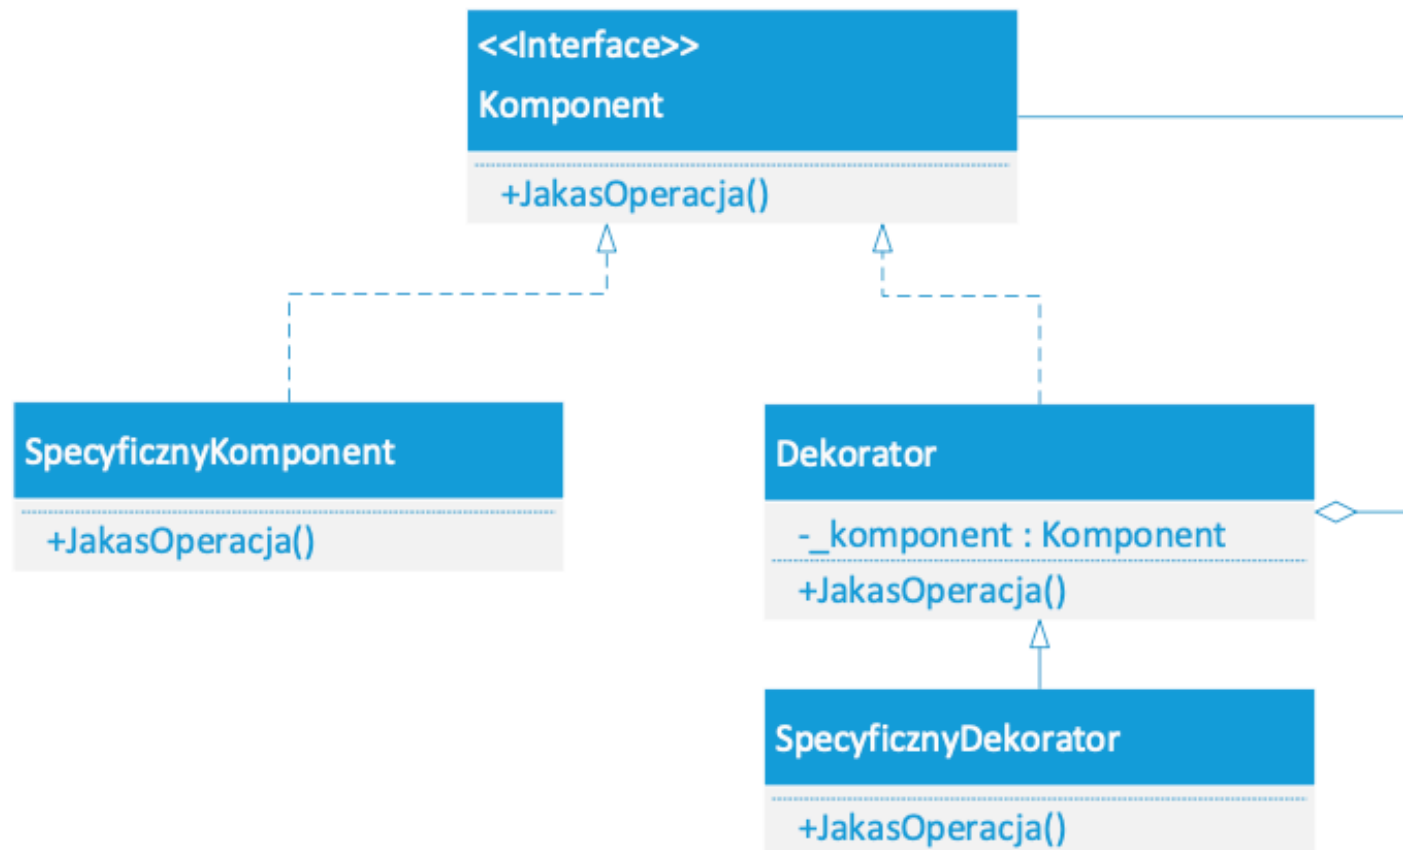 <<Interface>>
Komponent
+JakasOperacja()
SpecyficznyKomponent
+JakasOperacja()
Dekorator
-_komponent : Komponent
+JakasOperacja()
SpecyficznyDekorator
+JakasOperacja()